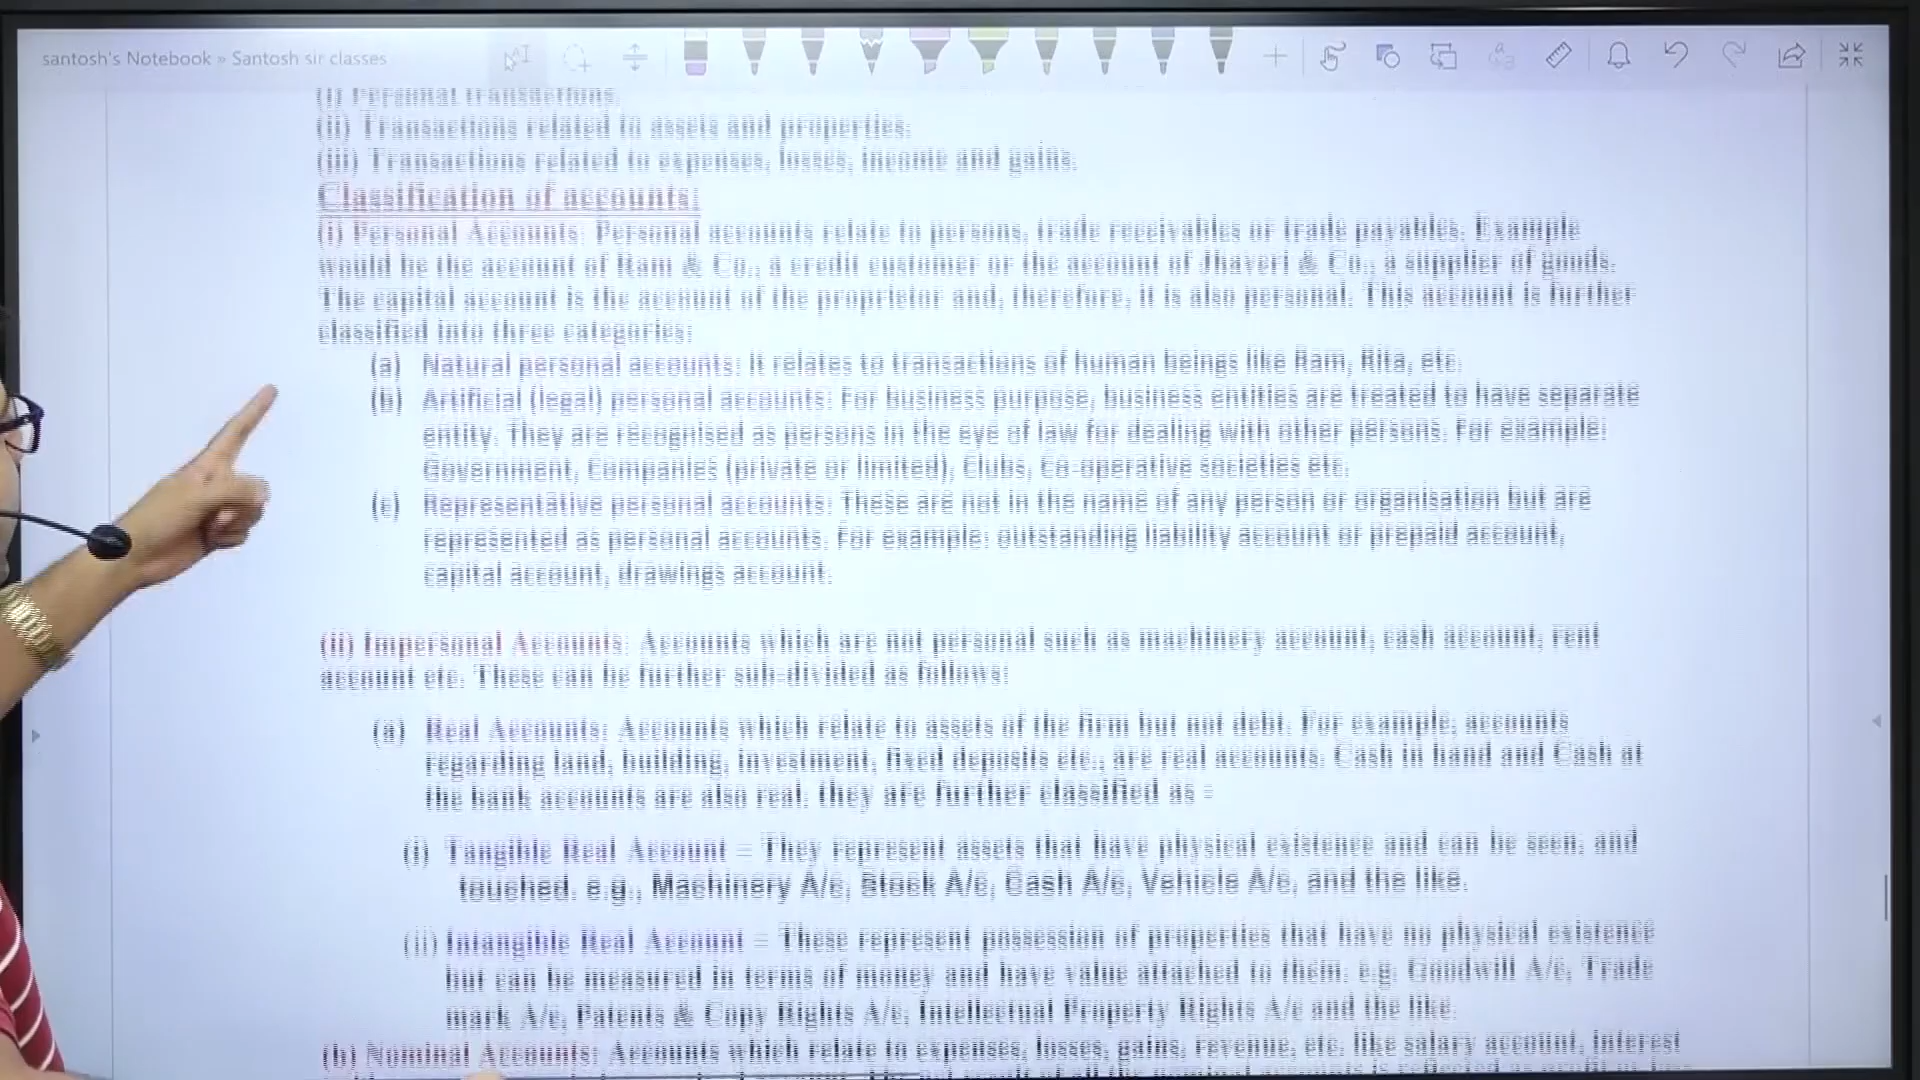 santosh's Notebook » Santosh sir classes
(i) Personal transactions.
(ii) Transactions related to assets and properties.
(iii) Transactions related to expenses, losses, income and gains.
Classification of accounts:
(i) Personal Accounts: Personal accounts relate to persons, trade receivables or trade payables. Example
would be the account of Ram & Co., a credit customer or the account of Jhaveri & Co., a supplier of goods.
The capital account is the account of the proprietor and, therefore, it is also personal. This account is further
classified into three categories:
(a) Natural personal accounts: It relates to transactions of human beings like Ram, Rita, etc.
(b) Artificial (legal) personal accounts: For business purpose, business entities are treated to have separate
entity. They are recognised as persons in the eye of law for dealing with other persons. For example:
Government, Companies (private or limited), Clubs, Co-operative societies etc.
(c) Representative personal accounts: These are not in the name of any person or organisation but are
represented as personal accounts. For example: outstanding liability account or prepaid account,
capital account, drawings account.
(ii) Impersonal Accounts: Accounts which are not personal such as machinery account, cash account, rent
account etc. These can be further sub-divided as follows:
(a) Real Accounts: Accounts which relate to assets of the firm but not debt. For example, accounts
regarding land, building, investment, fixed deposits etc., are real accounts. Cash in hand and Cash at
the bank accounts are also real. they are further classified as -
(i) Tangible Real Account – They represent assets that have physical existence and can be seen, and
touched. e.g., Machinery A/c, Stock A/c, Cash A/c, Vehicle A/c, and the like.
(ii) Intangible Real Account – These represent possession of properties that have no physical existence
but can be measured in terms of money and have value attached to them. e.g. Goodwill A/c, Trade
mark A/c, Patents & Copy Rights A/c, Intellectual Property Rights A/c and the like.
(b) Nominal Accounts: Accounts which relate to expenses, losses, gains, revenue, etc. like salary account, interest